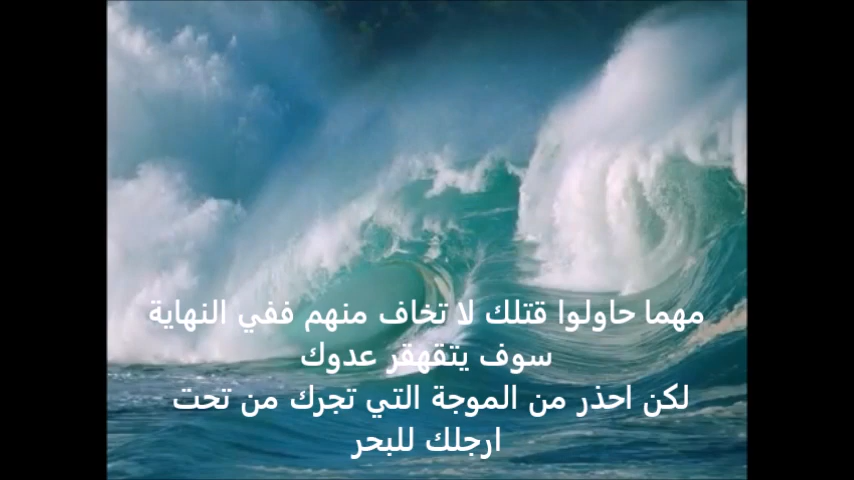 مهما حاولوا قتلك لا تخاف منهم ففي النهاية
سوف يتقهقر عدوك
لكن احذر من الموجة التي تجرك من تحت
ارجلك للبحر